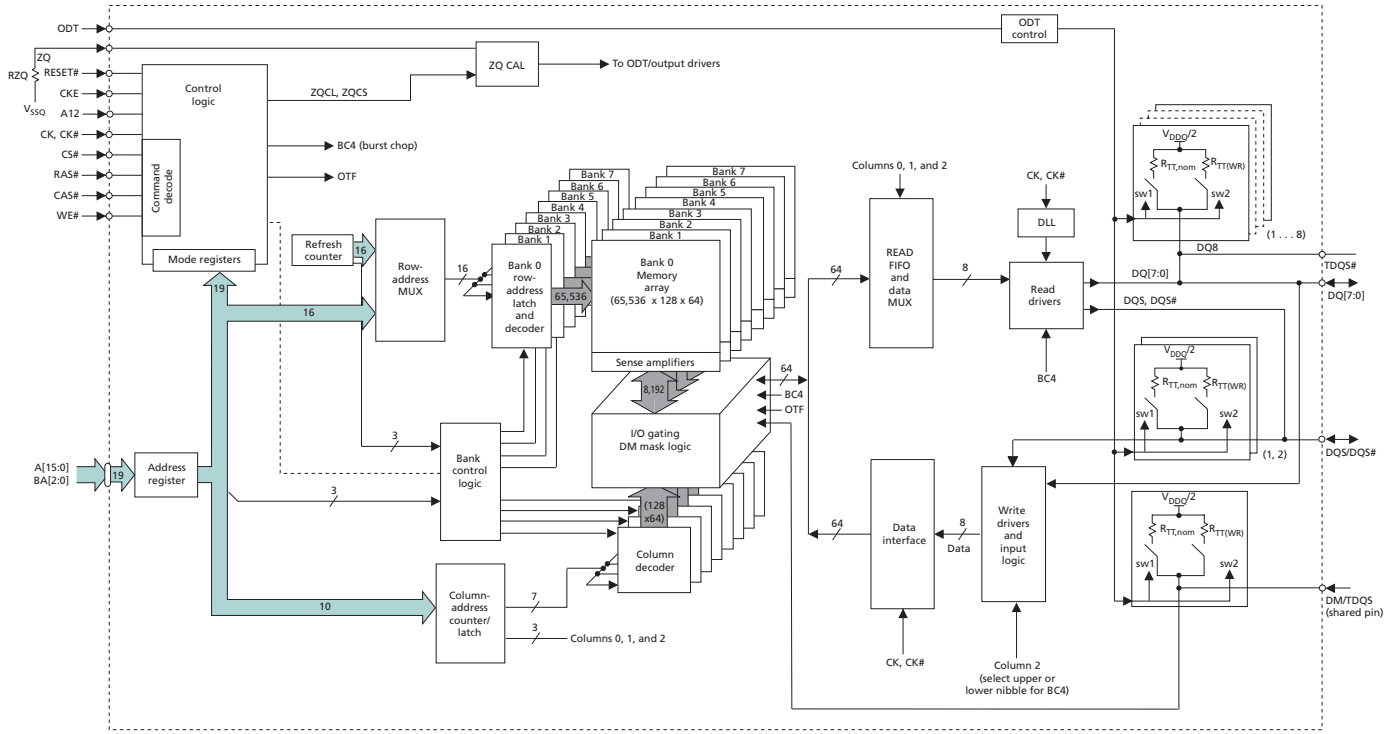 ODT
ODT
control
ZQ
RZQ
VSSQ
RESET#
CKE
A12
CK, CK#
CS#
RAS#
CAS#
WE#
Control
logic
Command
decode
Mode registers
ZQ CAL
To ODT/output drivers
ZQCL, ZQCS
BC4 (burst chop)
OTF
Refresh
counter
16
Row-
address
MUX
16
19
16
Bank 7
Bank 6
Bank 5
Bank 4
Bank 3
Bank 2
Bank 1
Bank 0
row-
address
latch
and
decoder
65,536
Bank 7
Bank 6
Bank 5
Bank 4
Bank 3
Bank 2
Bank 1
Bank 0
Memory
array
(65,536 x 128 x 64)
Sense amplifiers
8,192
64
BC4
OTF
I/O gating
DM mask logic
(128
x64)
Column
decoder
3
Bank
control
logic
3
A[15:0]
BA[2:0]
19
Address
register
10
Column-
address
counter/
latch
7
3
Columns 0, 1, and 2
Columns 0, 1, and 2
64
READ
FIFO
and
data
MUX
8
CK, CK#
DLL
Read
drivers
BC4
DQ8
DQ[7:0]
DQS, DQS#
TDQS#
DQ[7:0]
VDDQ/2
RTT,nom
RTT(WR)
sw1
sw2
(1 . . . 8)
VDDQ/2
RTT,nom
RTT(WR)
sw1
sw2
(1, 2)
DQS/DQS#
VDDQ/2
RTT,nom
RTT(WR)
sw1
sw2
DM/TDQS
(shared pin)
64
Data
interface
8
Data
Write
drivers
and
input
logic
CK, CK#
Column 2
(select upper or
lower nibble for BC4)